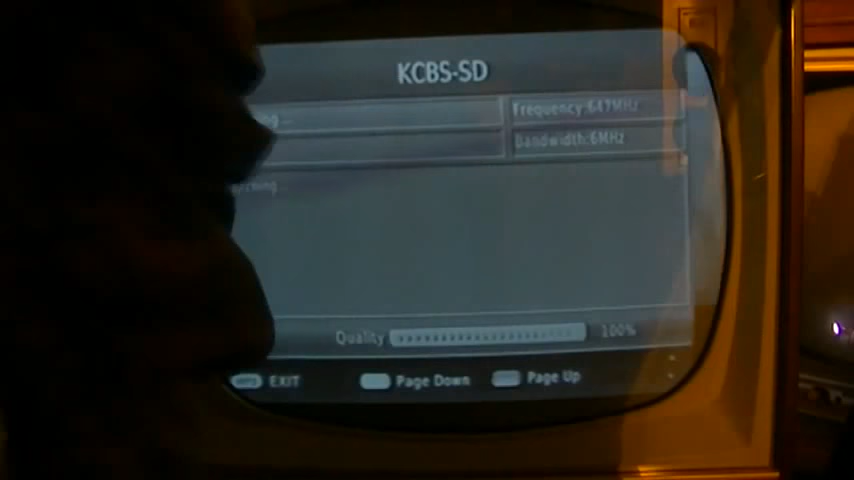 KCBS-SD
Frequency:647MHz
Bandwidth:6MHz
Quality 100%
EXIT Page Down Page Up